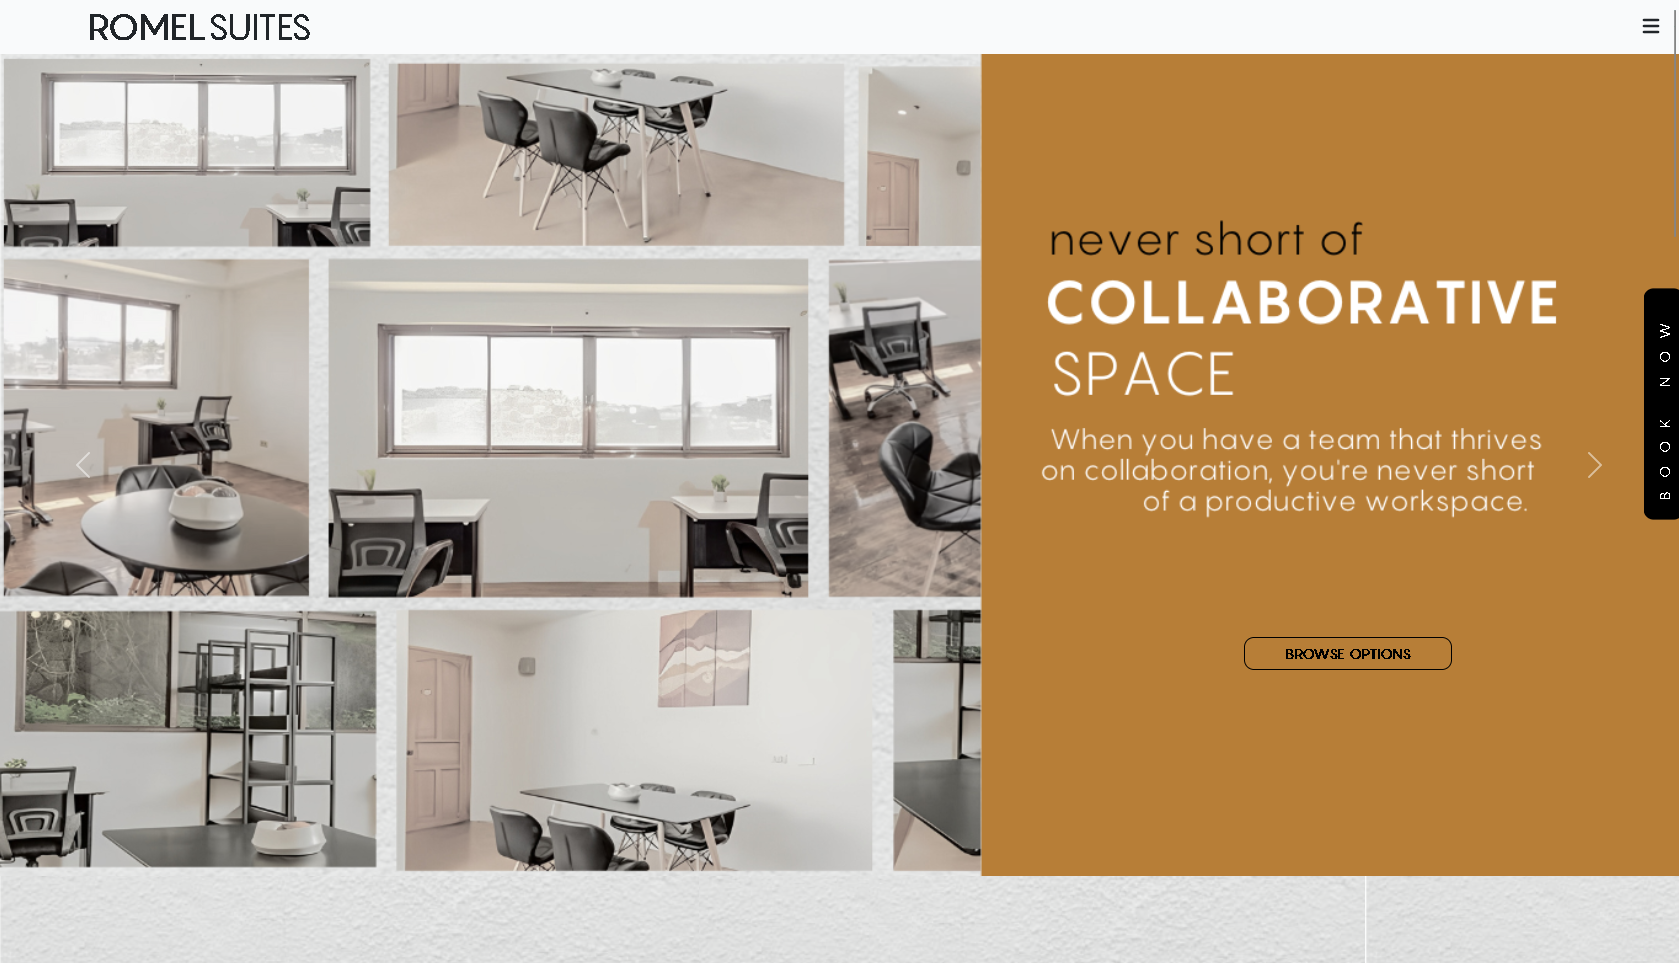 ROMEL SUITES
never short of
COLLABORATIVE
SPACE
When you have a team that thrives
on collaboration, you're never short
of a productive workspace.
BROWSE OPTIONS
BOOK NOW